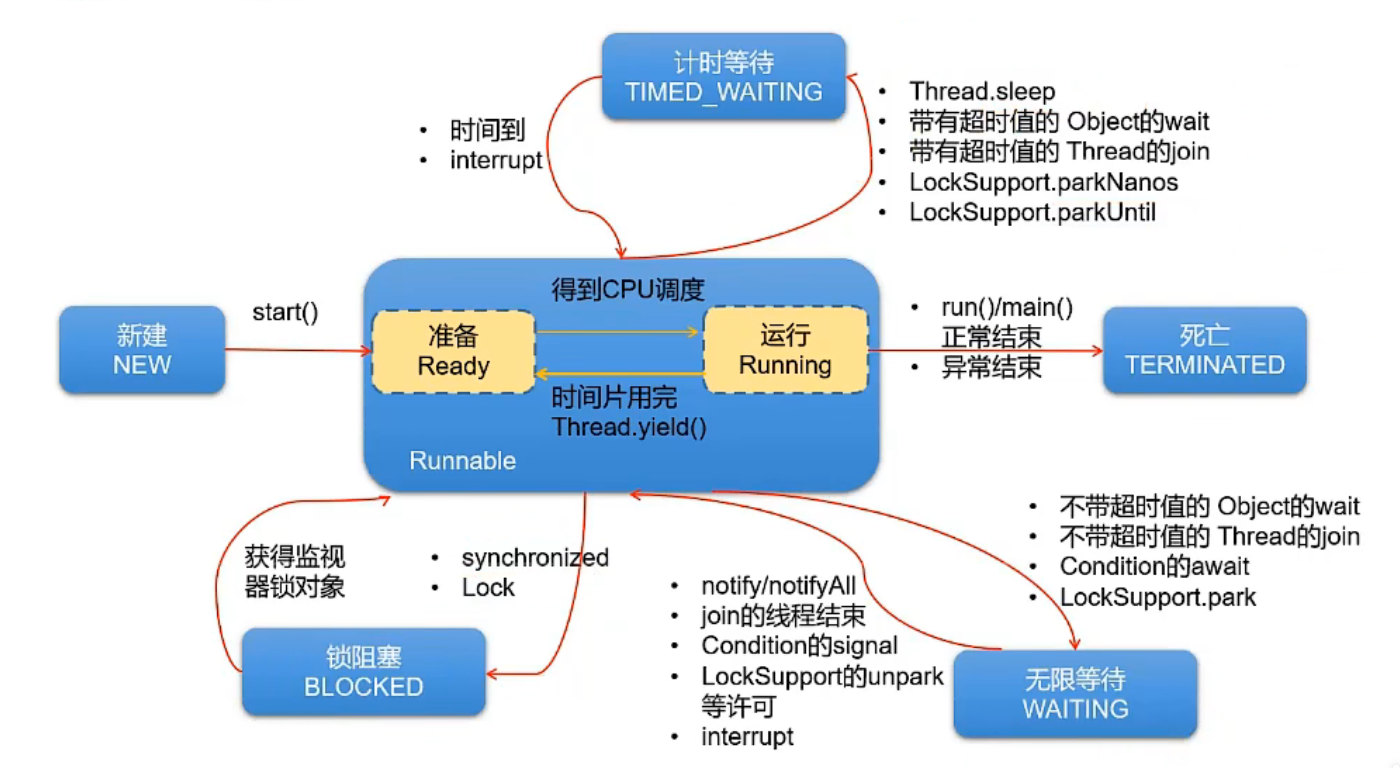 计时等待
TIMED_WAITING
• 时间到
• interrupt
• Thread.sleep
• 带有超时值的 Object的wait
• 带有超时值的 Thread的join
• LockSupport.parkNanos
• LockSupport.parkUntil
新建
NEW
start()
得到CPU调度
准备
Ready
运行
Running
时间片用完
Thread.yield()
Runnable
• run()/main()
正常结束
• 异常结束
死亡
TERMINATED
获得监视
器锁对象
• synchronized
• Lock
锁阻塞
BLOCKED
• notify/notifyAll
• join的线程结束
• Condition的signal
• LockSupport的unpark
等许可
• interrupt
• 不带超时值的 Object的wait
• 不带超时值的 Thread的join
• Condition的await
• LockSupport.park
无限等待
WAITING